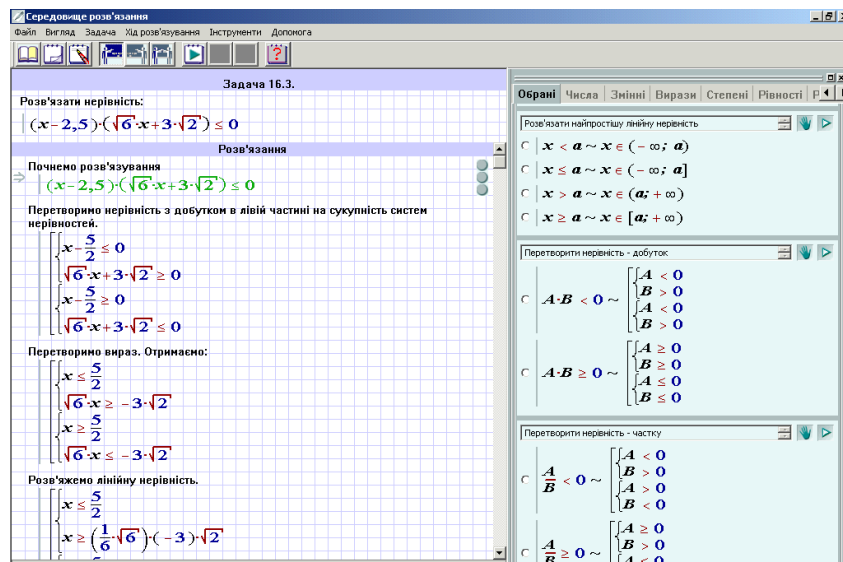 Середовище розв'язання
Файл Вигляд Задача Хід розв'язування Інструменти Допомога
Задача 16.3.
Розв'язати нерівність:
(x-2,5)·(√6·x+3·√2) ≤ 0
Розв'язання
Почнемо розв'язування
(x-2,5)·(√6·x+3·√2) ≤ 0
Перетворимо нерівність з добутком в лівій частині на сукупність систем
нерівностей.
x-5/2 ≤ 0
√6·x+3·√2 ≥ 0
x-5/2 ≥ 0
√6·x+3·√2 ≤ 0
Перетворимо вираз. Отримаємо:
x ≤ 5/2
√6·x ≥ -3·√2
x ≥ 5/2
√6·x ≤ -3·√2
Розв'яжемо лінійну нерівність.
x ≤ 5/2
x ≥ (1/6·√6)·(-3)·√2
Обрані Числа Змінні Вирази Степені Рівності Р
Розв'язати найпростішу лінійну нерівність
x < a ~ x ∈ (-∞; a)
x ≤ a ~ x ∈ (-∞; a]
x > a ~ x ∈ (a; +∞)
x ≥ a ~ x ∈ [a; +∞)
Перетворити нерівність - добуток
A·B < 0 ~
A < 0
B > 0
A < 0
B > 0
A·B ≥ 0 ~
A ≥ 0
B ≥ 0
A ≤ 0
B ≤ 0
Перетворити нерівність - частку
A/B < 0 ~
A < 0
B > 0
A > 0
B < 0
A/B ≥ 0 ~
A ≥ 0
B > 0
A ≤ 0